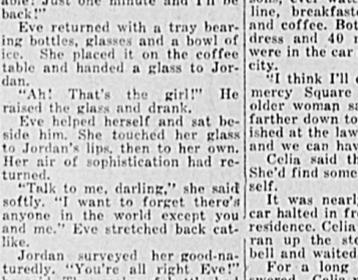 able! Just one minute and I'll be
back!"
Eve returned with a tray bear-
ing bottles, glasses and a bowl of
ice. She placed it on the coffee
table and handed a glass to Jor-
dan.
"Ah! That's the girl!" He
raised the glass and drank.
Eve helped herself and sat be-
side him. She touched her glass
to Jordan's lips, then to her own.
Her air of sophistication had re-
turned.
"Talk to me, darling," she said
softly. "I want to forget there's
anyone in the world except you
and me." Eve stretched back cat-
like.
Jordan surveyed her good-na-
turedly. "You're all right, Eve!"
line, breakfaste
and coffee. Bot
dress and 40 m
were in the car
city.
"I think I'll
mercy Square
older woman s
farther down to
ished at the law
and we can hav
Celia said th
She'd find some
self.
It was nearl
car halted in fr
residence. Celia
ran up the ste
bell and waited
For a long
swered. Celia